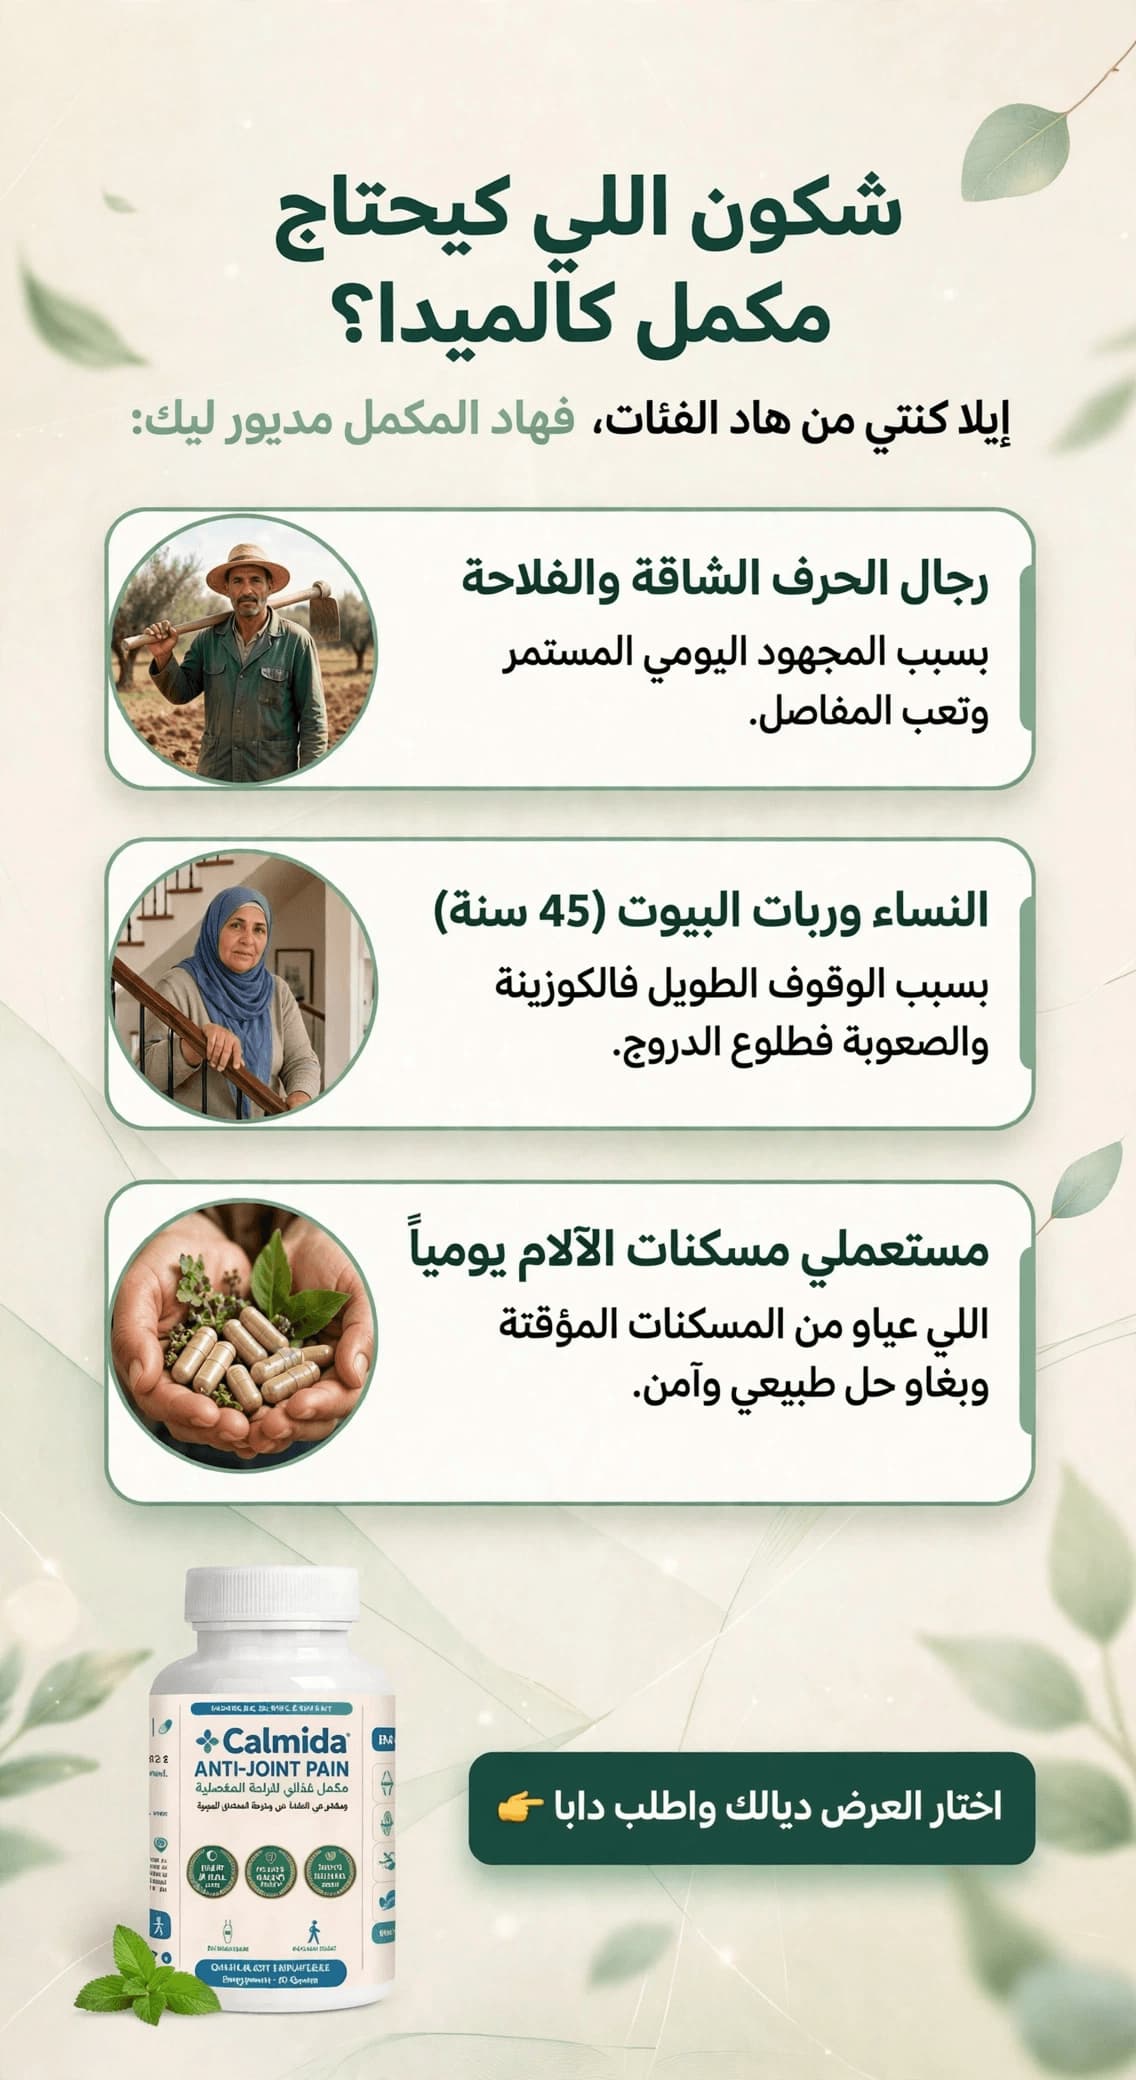 شكون اللي كيحتاج
مكمل كالميدا؟
إيلا كنتي من هاد الفئات، فهاد المكمل مديور ليك:
رجال الحرف الشاقة والفلاحة
بسبب المجهود اليومي المستمر
وتعب المفاصل.
النساء وربات البيوت (45 سنة)
بسبب الوقوف الطويل فالكوزينة
والصعوبة فطلوع الدروج.
مستعملي مسكنات الآلام يومياً
اللي عياو من المسكنات المؤقتة
وبغاو حل طبيعي وآمن.
Calmida
ANTI-JOINT PAIN
مكمل غذائي للراحة المفصلية
اختار العرض ديالك واطلب دابا 👉